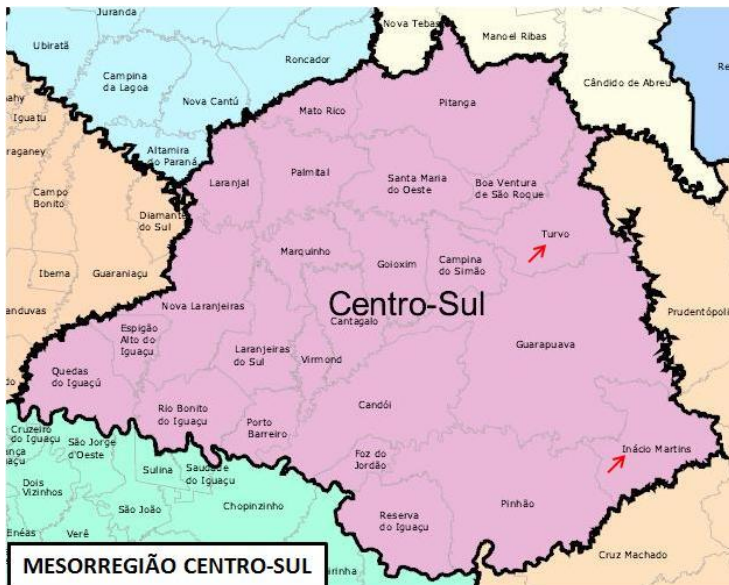 Juranda
Nova Tebas
Manoel Ribas
Ubiratã
Roncador
Campina
da Lagoa
Cândido de Abreu
Nova Cantú
Mato Rico
Pitanga
Iguatu
Altamira
do Paraná
Laranjal
Palmital
Santa Maria
do Oeste
Boa Ventura
de São Roque
Campo
Bonito
Diamante
do Sul
Turvo
Marquinho
Goioxim
Campina
do Simão
Ibema
Guaraniaçu
Nova Laranjeiras
Centro-Sul
Prudentópoli
Cantagalo
Espigão
Alto do
Iguaçu
Guarapuava
Laranjeiras
do Sul
Virmond
Quedas
do Iguaçú
Rio Bonito
do Iguaçu
Porto
Barreiro
Candói
Foz do
Jordão
Inácio Martins
Cruzeiro
do Iguaçu
São Jorge
d'Oeste
Sulina
Saudade
do Iguaçu
Dois
Vizinhos
São João
Chopinzinho
Reserva
do Iguaçu
Pinhão
Enéas
Verê
Cruz Machado
MESORREGIÃO CENTRO-SUL